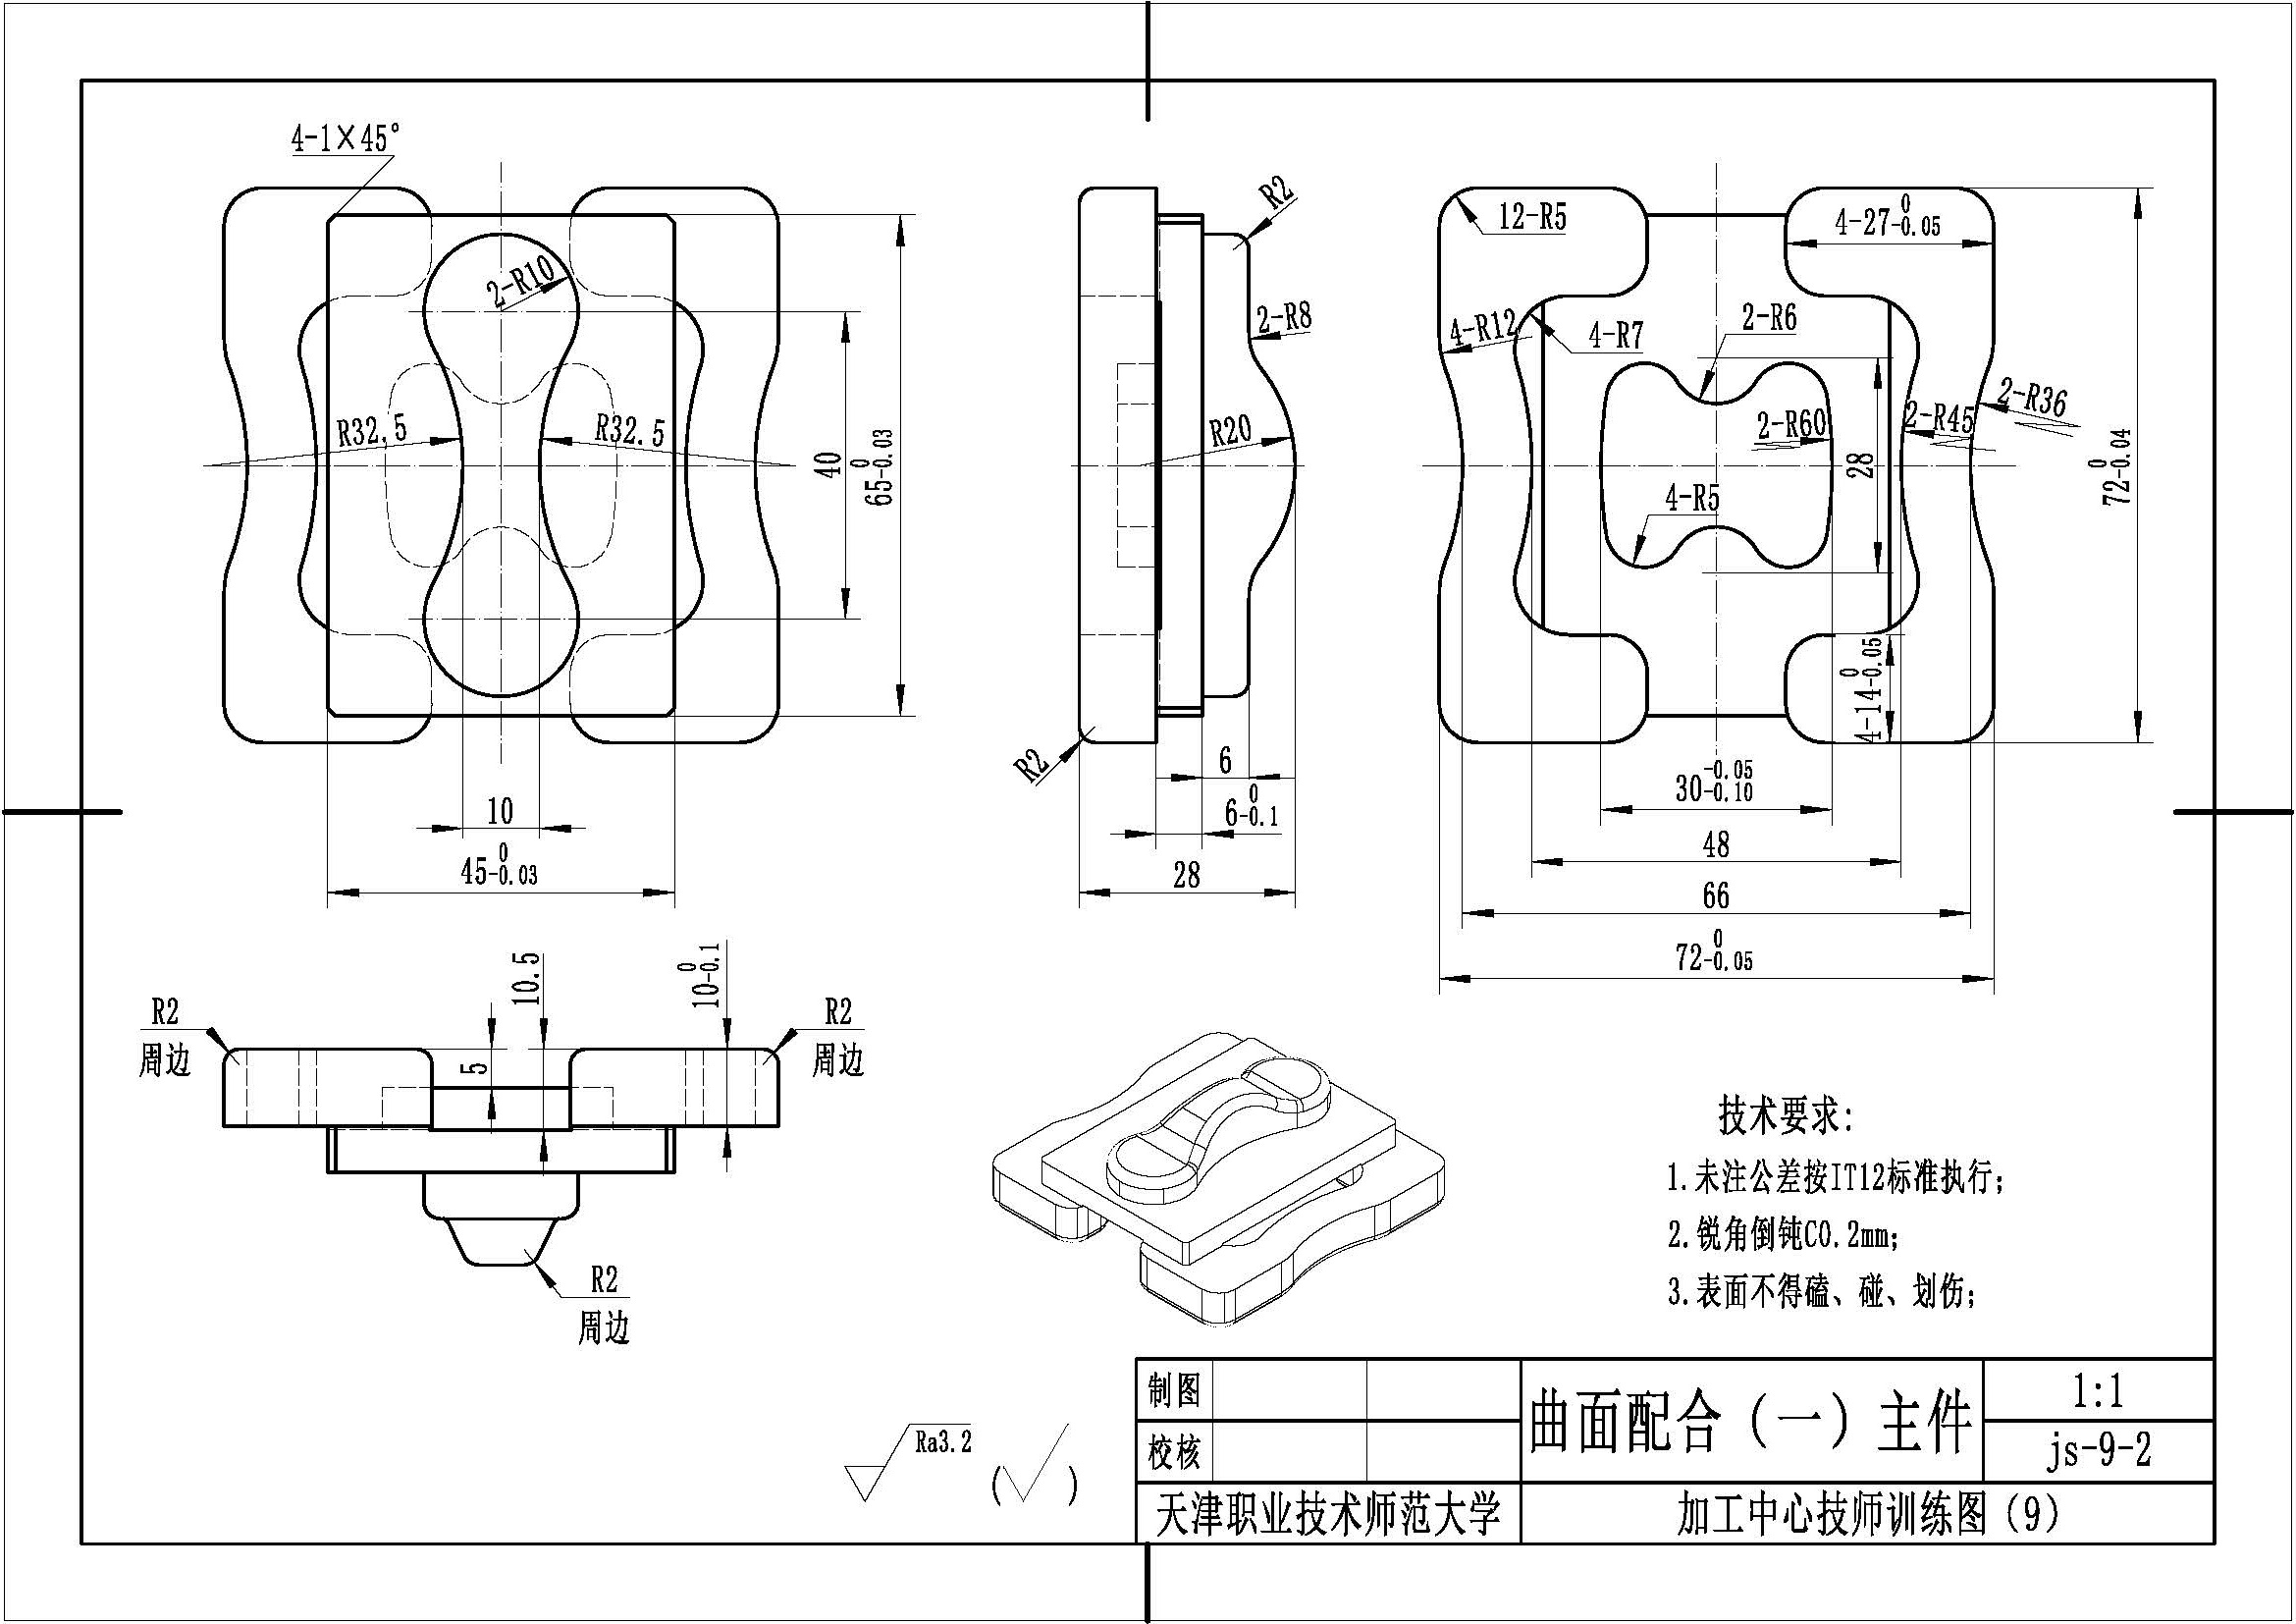 4-1×45°
2-R10
R32.5
R32.5
40
65 0 -0.03
10
45 0 -0.03
R2
2-R8
R20
R2
6
6 0 -0.1
28
12-R5
4-27 0 -0.05
4-R12
4-R7
2-R6
2-R60
2-R45
2-R36
28
4-R5
4-14 0 -0.05
72 0 -0.04
30 -0.05 -0.10
48
66
72 0 -0.05
R2
周边
5
10.5
10 0 -0.1
R2
周边
R2
周边
技术要求:
1.未注公差按IT12标准执行;
2.锐角倒钝C0.2mm;
3.表面不得磕、碰、划伤;
Ra3.2
( )
制图
校核
曲面配合(一)主件
1:1
js-9-2
天津职业技术师范大学
加工中心技师训练图(9)